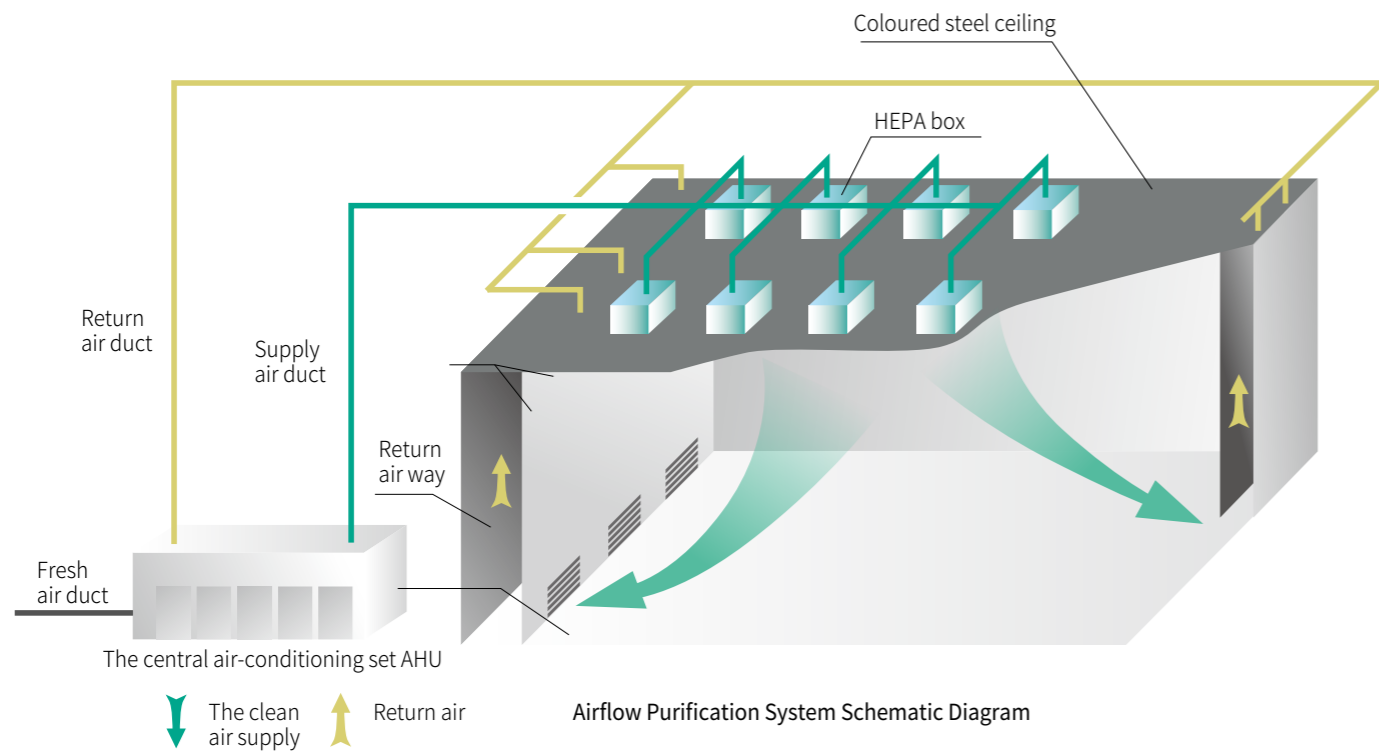 Coloured steel ceiling
HEPA box
Return
air duct
Supply
air duct
Return
air way
Fresh
air duct
The central air-conditioning set AHU
The clean
air supply
Return air
Airflow Purification System Schematic Diagram